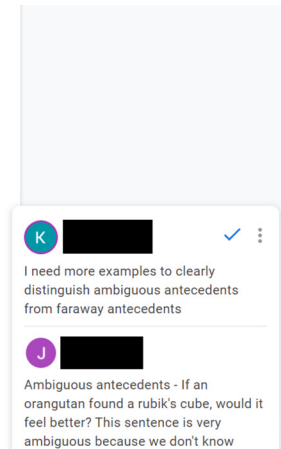 K
I need more examples to clearly
distinguish ambiguous antecedents
from faraway antecedents
J
Ambiguous antecedents - If an
orangutan found a rubik's cube, would it
feel better? This sentence is very
ambiguous because we don't know